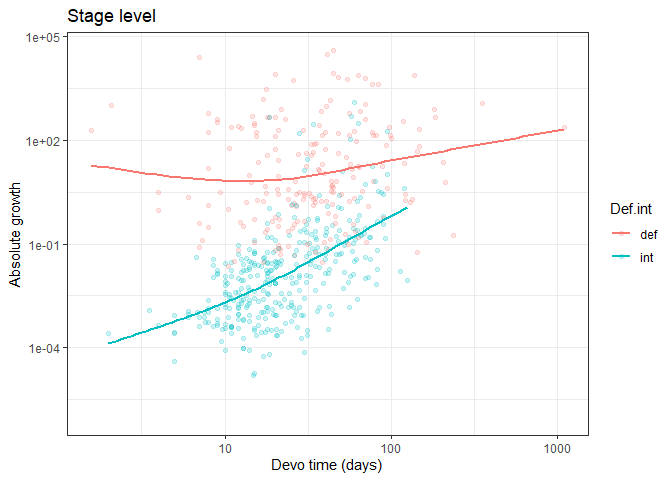 Stage level
1e+05
1e+02
1e-01
1e-04
Absolute growth
10
100
1000
Devo time (days)
Def.int
def
int